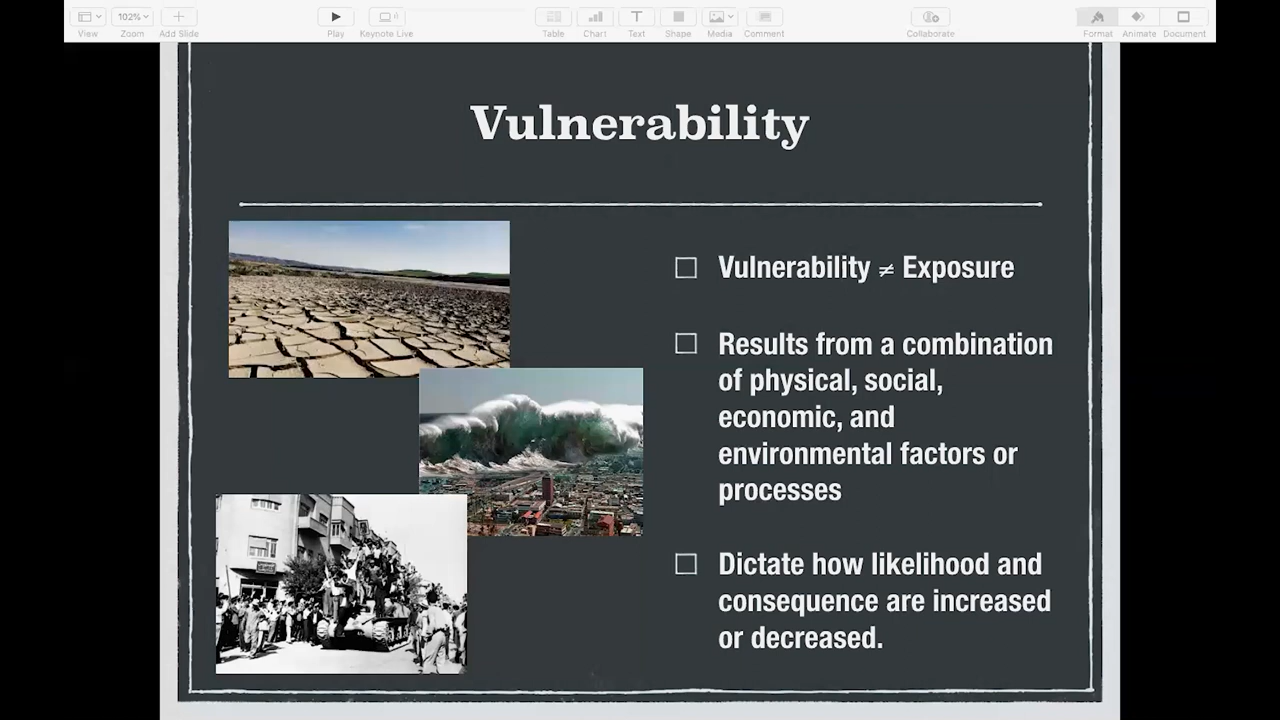 102%
View
Zoom
Add Slide
Play
Keynote Live
Table
Chart
Text
Shape
Media
Comment
Collaborate
Format
Animate
Document
Vulnerability
Vulnerability ≠ Exposure
Results from a combination
of physical, social,
economic, and
environmental factors or
processes
Dictate how likelihood and
consequence are increased
or decreased.